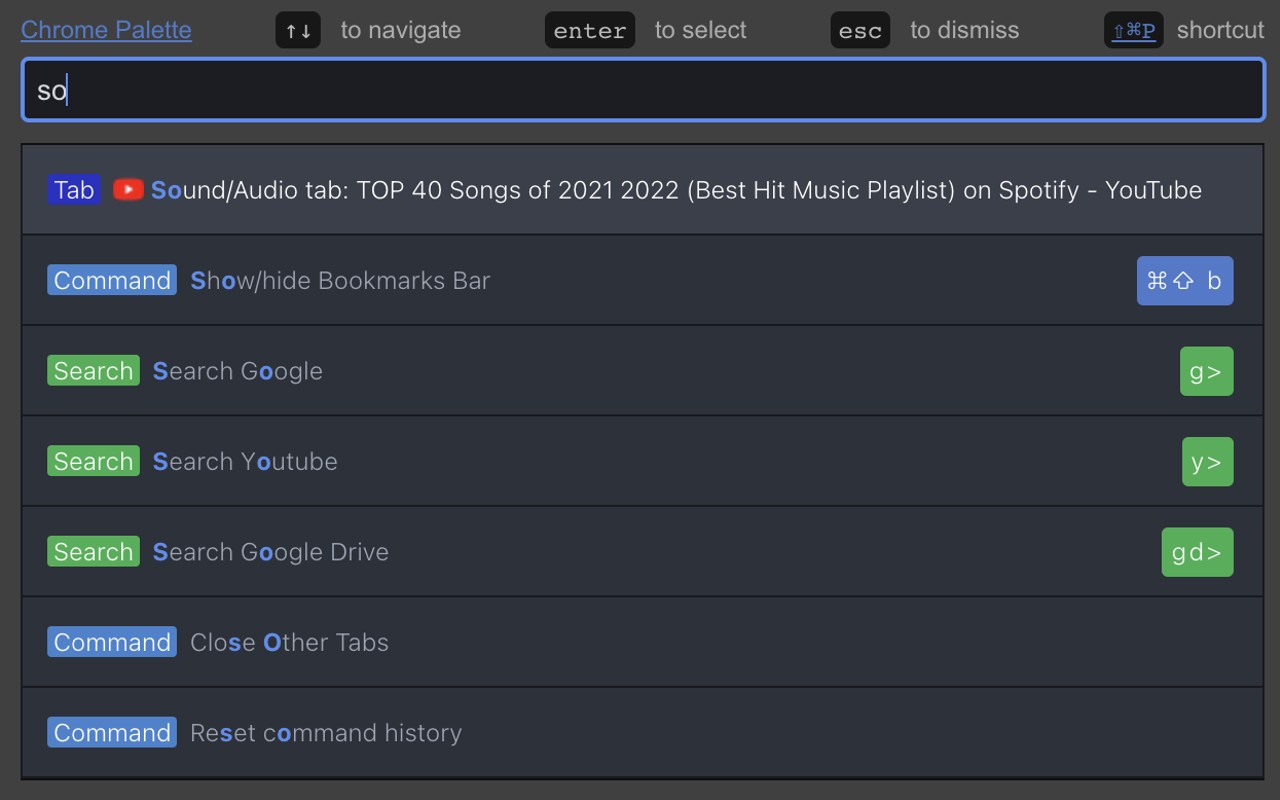 Chrome Palette ↑↓ to navigate enter to select esc to dismiss ⇧⌘P shortcut
so
Tab Sound/Audio tab: TOP 40 Songs of 2021 2022 (Best Hit Music Playlist) on Spotify - YouTube
Command Show/hide Bookmarks Bar ⌘⇧ b
Search Search Google g>
Search Search Youtube y>
Search Search Google Drive gd>
Command Close Other Tabs
Command Reset command history